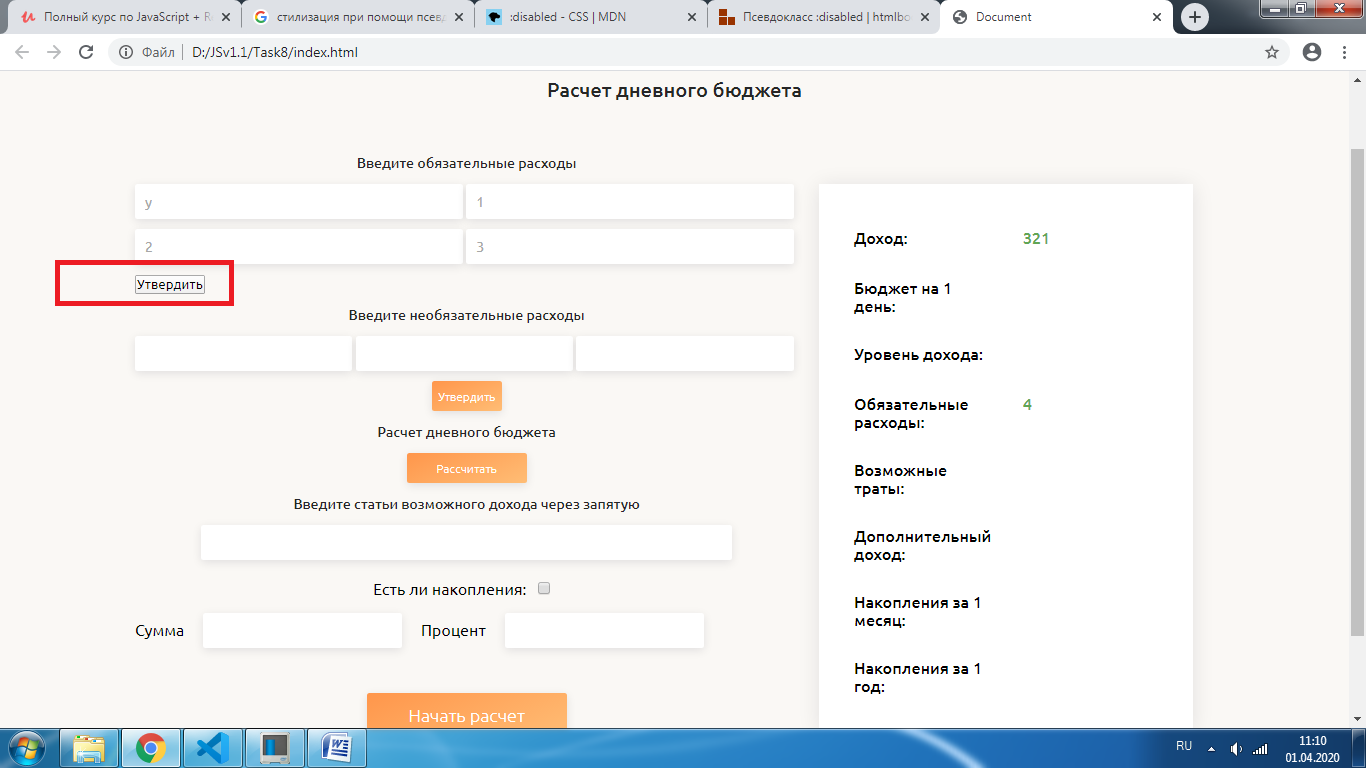 Полный курс по JavaScript + R
стилизация при помощи псевд
:disabled - CSS | MDN
Псевдокласс :disabled | htmlbo
Document
Файл
D:/JSv1.1/Task8/index.html
Расчет дневного бюджета
Введите обязательные расходы
у
1
2
3
Утвердить
Введите необязательные расходы
Утвердить
Расчет дневного бюджета
Рассчитать
Введите статьи возможного дохода через запятую
Есть ли накопления:
Сумма
Процент
Начать расчет
Доход:
321
Бюджет на 1
день:
Уровень дохода:
Обязательные
расходы:
4
Возможные
траты:
Дополнительный
доход:
Накопления за 1
месяц:
Накопления за 1
год:
RU
11:10
01.04.2020